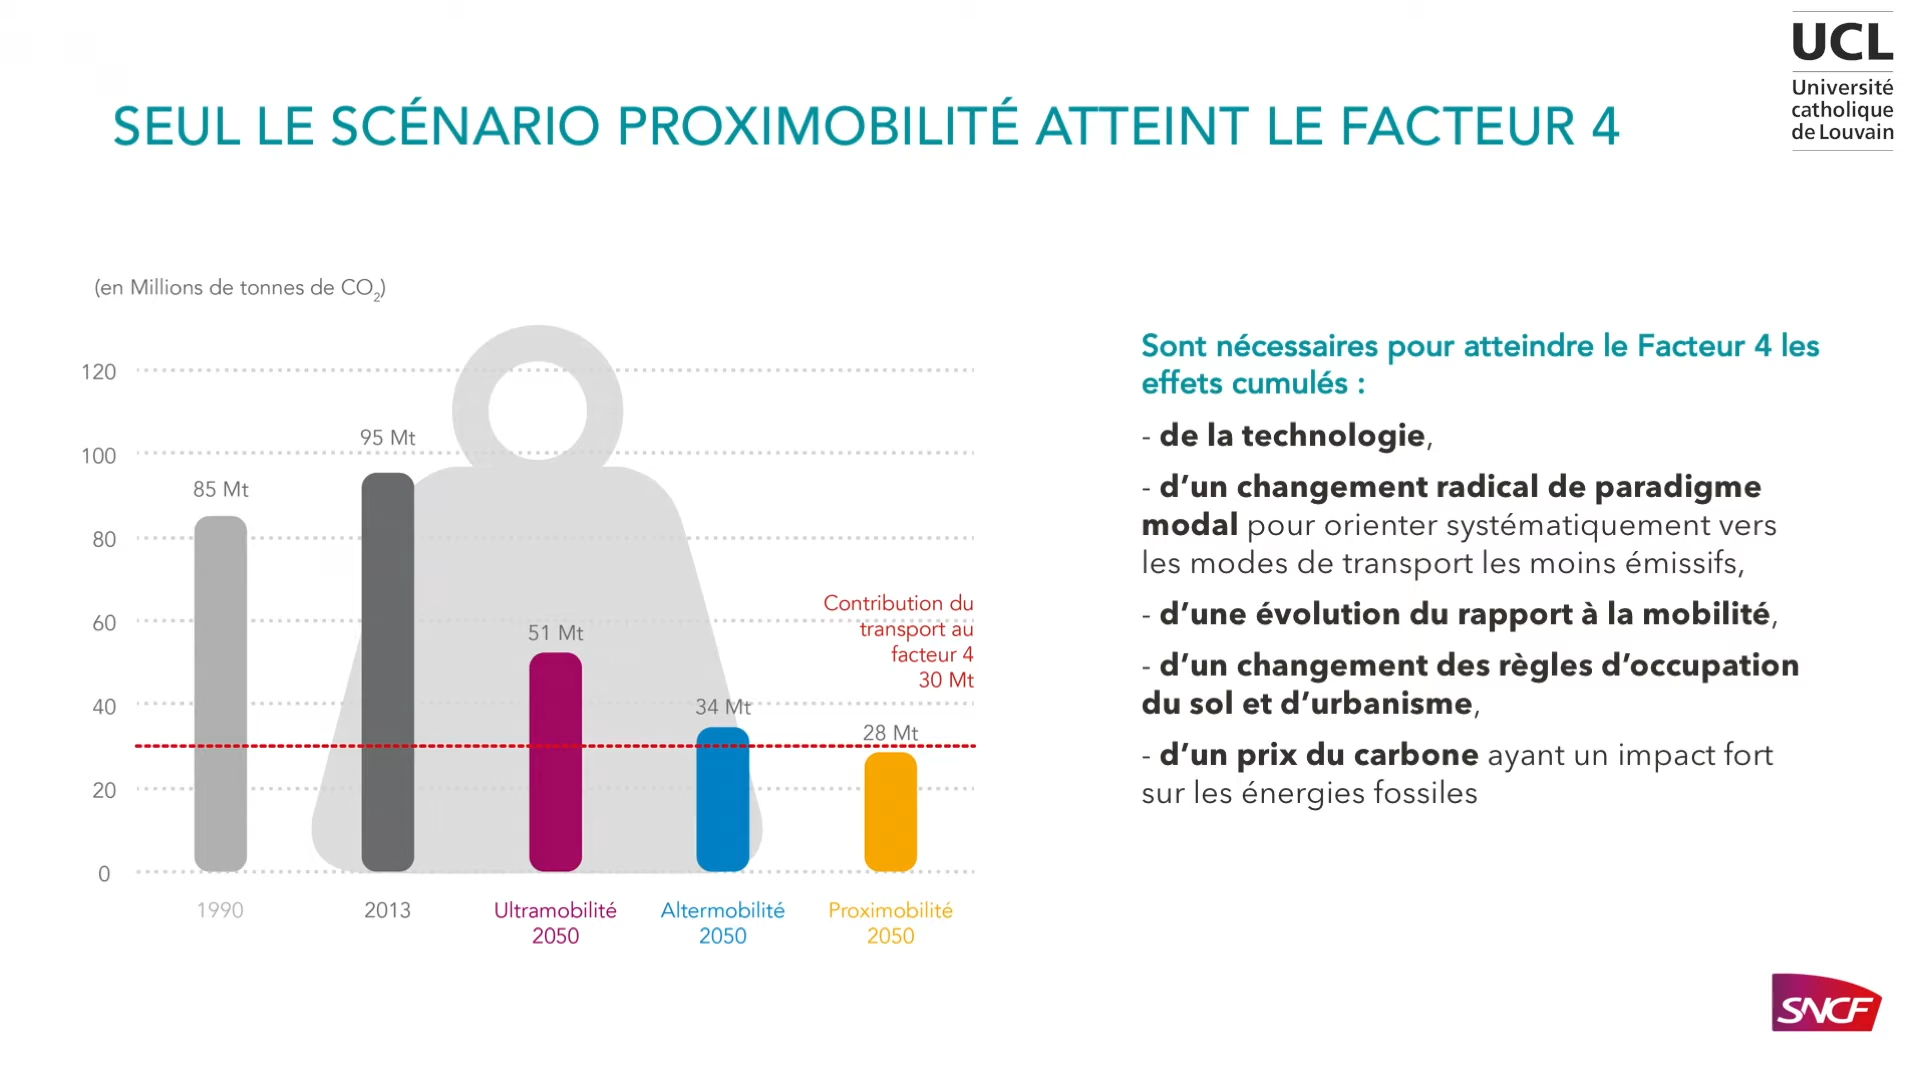 UCL
Université
catholique
de Louvain
SEUL LE SCÉNARIO PROXIMOBILITÉ ATTEINT LE FACTEUR 4
(en Millions de tonnes de CO₂)
120
100
80
60
40
20
0
85 Mt
95 Mt
51 Mt
34 Mt
28 Mt
Contribution du
transport au
facteur 4
30 Mt
1990
2013
Ultramobilité
2050
Altermobilité
2050
Proximobilité
2050
Sont nécessaires pour atteindre le Facteur 4 les
effets cumulés :
- de la technologie,
- d’un changement radical de paradigme
modal pour orienter systématiquement vers
les modes de transport les moins émissifs,
- d’une évolution du rapport à la mobilité,
- d’un changement des règles d’occupation
du sol et d’urbanisme,
- d’un prix du carbone ayant un impact fort
sur les énergies fossiles
SNCF